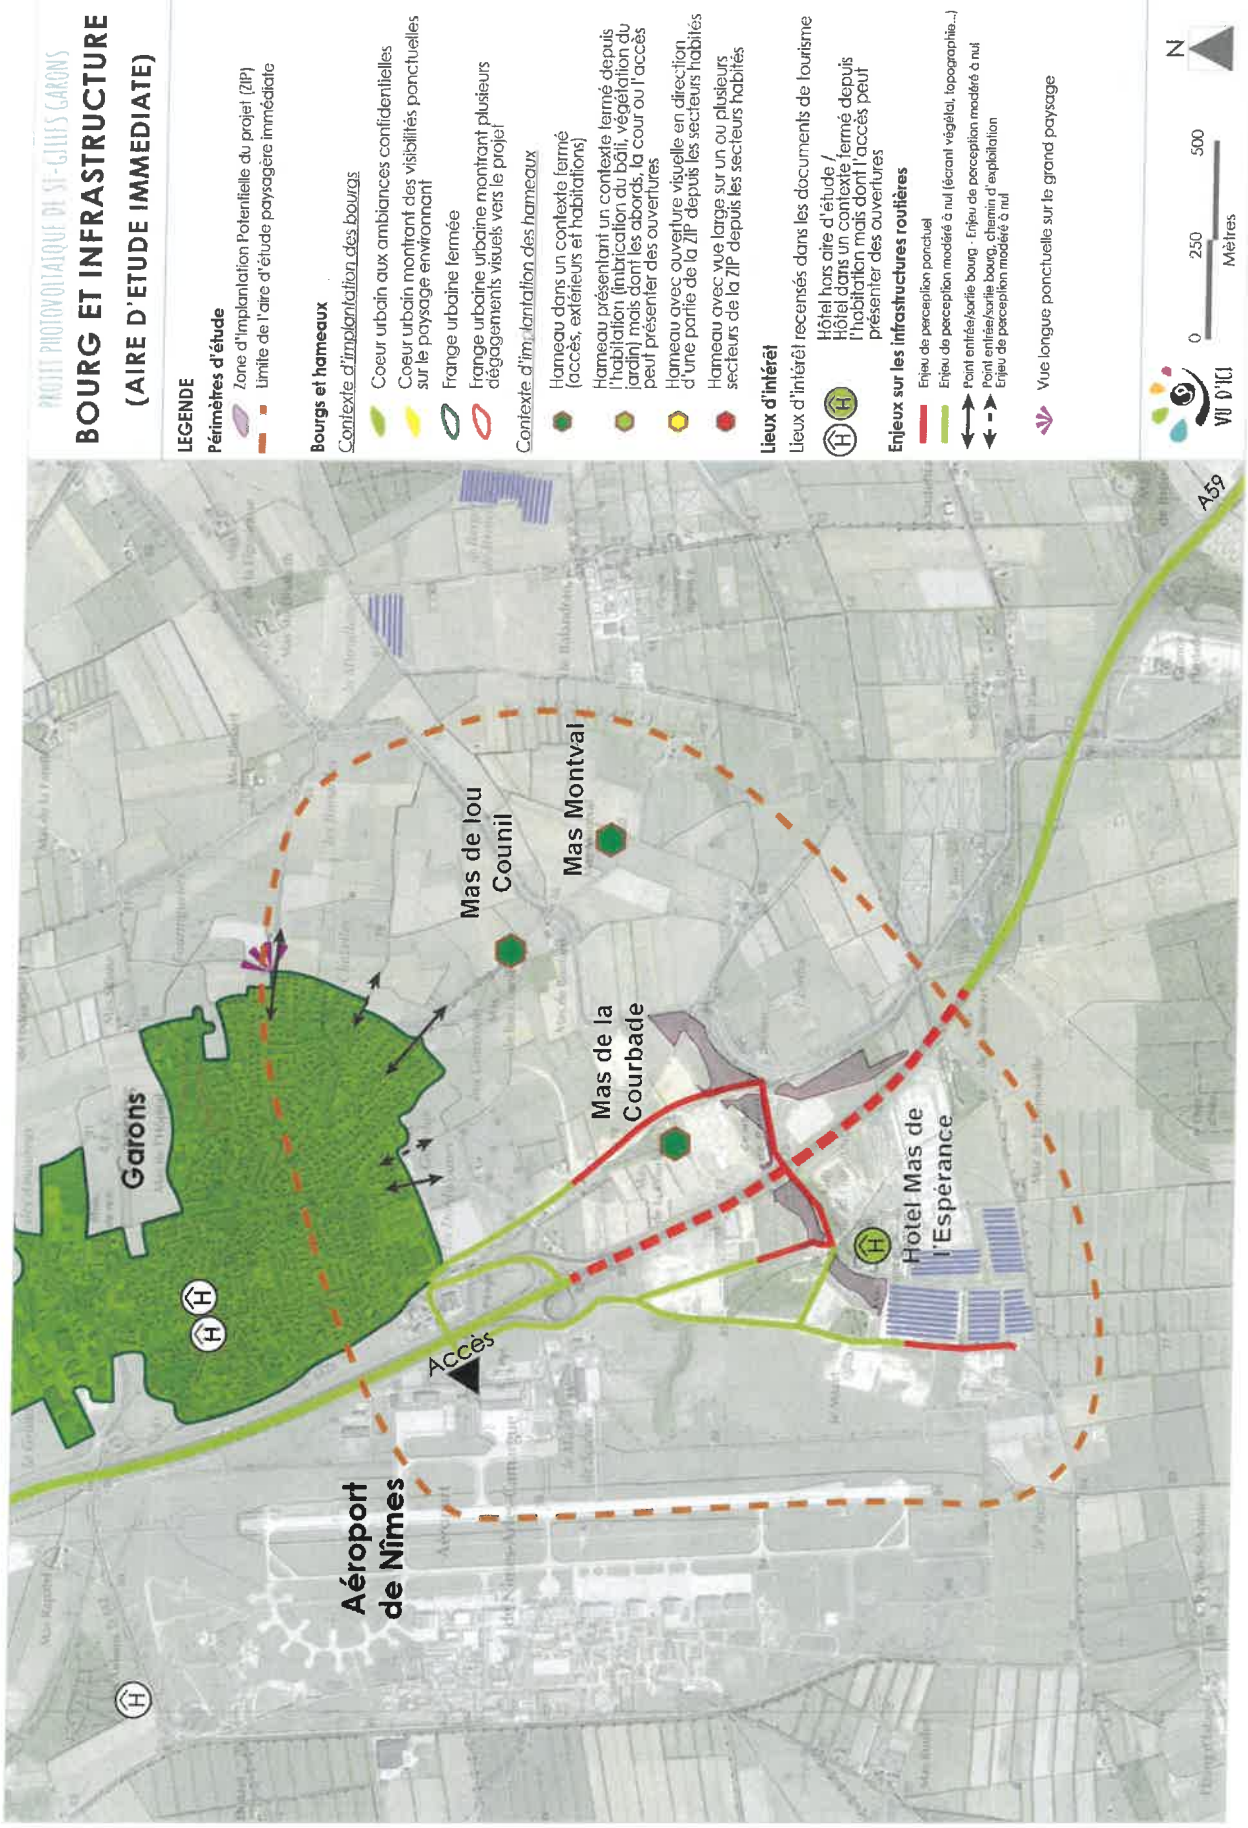 PROJET PHOTOVOLTAIQUE DE ST-GILLES GARONS
BOURG ET INFRASTRUCTURE
(AIRE D'ETUDE IMMEDIATE)
LEGENDE
Périmètres d'étude
Zone d'Implantation Potentielle du projet (ZIP)
Limite de l'aire d'étude paysagère immédiate
Bourgs et hameaux
Contexte d'implantation des bourgs
Coeur urbain aux ambiances confidentielles
Coeur urbain montrant des visibilités ponctuelles
sur le paysage environnant
Frange urbaine fermée
Frange urbaine montrant plusieurs
dégagements visuels vers le projet
Contexte d'implantation des hameaux
Hameau dans un contexte fermé
(accès, extérieurs et habitations)
Hameau présentant un contexte fermé depuis
l'habitation (imbrication du bâti, végétation du
jardin) mais dont les abords, la cour ou l'accès
peut présenter des ouvertures
Hameau avec ouverture visuelle en direction
d'une partie de la ZIP depuis les secteurs habités
Hameau avec vue large sur un ou plusieurs
secteurs de la ZIP depuis les secteurs habités
Lieux d'intérêt
Lieux d'intérêt recensés dans les documents de tourisme
H H
Hôtel hors aire d'étude /
Hôtel dans un contexte fermé depuis
l'habitation mais dont l'accès peut
présenter des ouvertures
Enjeux sur les infrastructures routières
Enjeu de perception ponctuel
Enjeu de perception modéré à nul (écrant végétal, topographie...)
Point entrée/sortie bourg - Enjeu de perception modéré à nul
Point entrée/sortie bourg, chemin d'exploitation
Enjeu de perception modéré à nul
Vue longue ponctuelle sur le grand paysage
VU D'ICI
0 250 500
Mètres
N
Garons
H H
H
Aéroport
de Nîmes
Accès
Mas de lou
Counil
Mas Montval
Mas de la
Courbade
H
Hotel Mas de
l'Espérance
A59